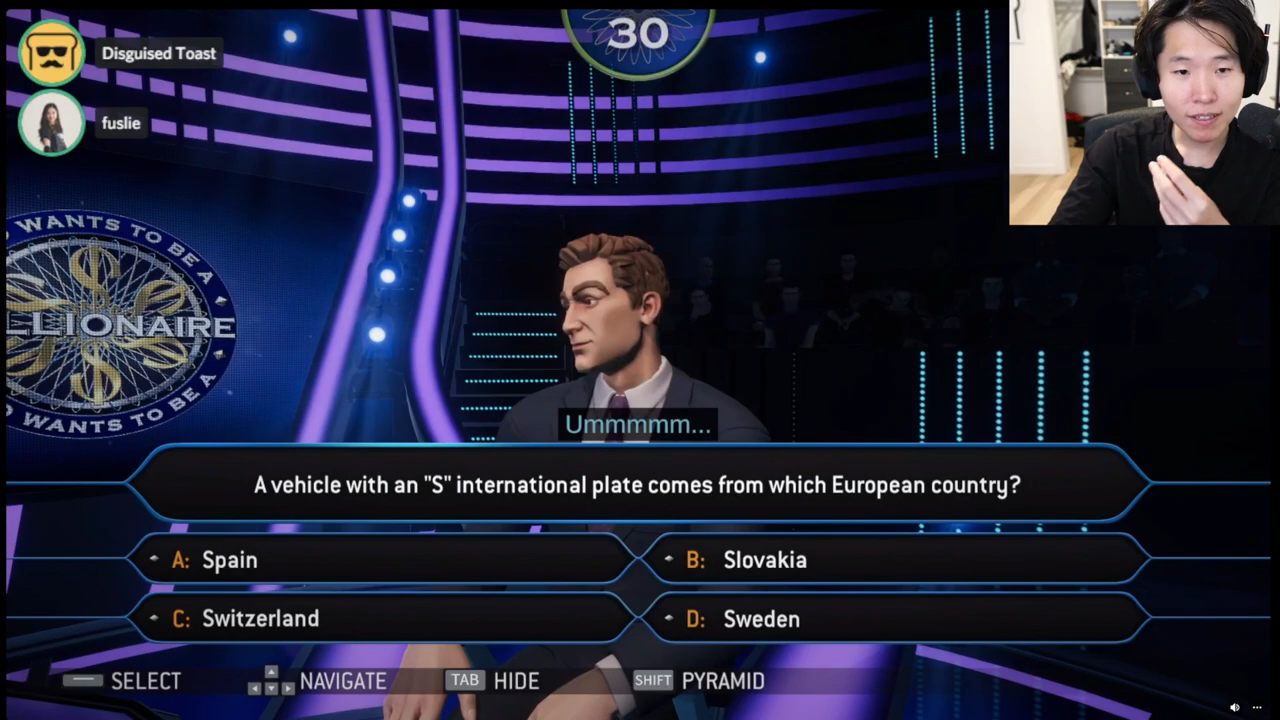 30
Disguised Toast
fuslie
WANTS TO BE A
LLIONAIRE
WANTS TO BE A
Ummmmm...
A vehicle with an "S" international plate comes from which European country?
A: Spain
B: Slovakia
C: Switzerland
D: Sweden
SELECT
NAVIGATE
TAB HIDE
SHIFT PYRAMID